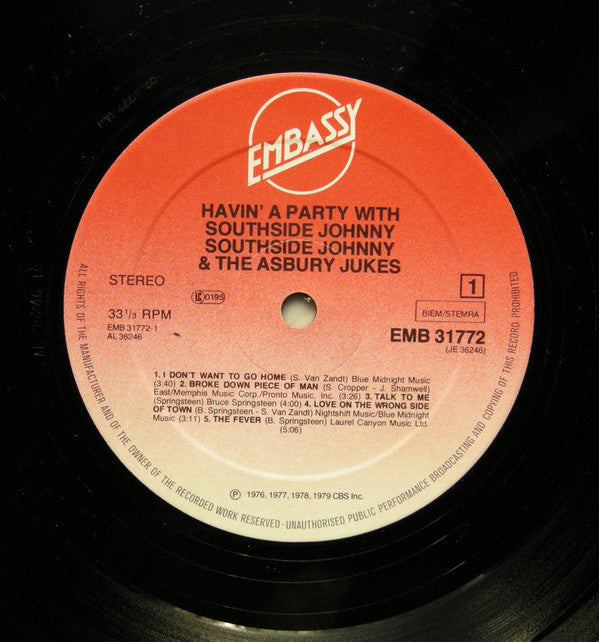 EMBASSY
HAVIN' A PARTY WITH
SOUTHSIDE JOHNNY
SOUTHSIDE JOHNNY
& THE ASBURY JUKES
STEREO
33 1/3 RPM
EMB 31772-1
AL 36246
LC 0195
1
BIEM/STEMRA
EMB 31772
(JE 36246)
1. I DON'T WANT TO GO HOME (S. Van Zandt) Blue Midnight Music
(3:40) 2. BROKE DOWN PIECE OF MAN (S. Cropper - J. Shamwell)
East/Memphis Music Corp./Pronto Music, Inc. (3:26) 3. TALK TO ME
(Springsteen) Bruce Springsteen (4:00) 4. LOVE ON THE WRONG SIDE
OF TOWN (B. Springsteen - S. Van Zandt) Nightshift Music/Blue Midnight
Music (3:11) 5. THE FEVER (B. Springsteen) Laurel Canyon Music Ltd.
(5:06)
℗ 1976, 1977, 1978, 1979 CBS Inc.
ALL RIGHTS OF THE MANUFACTURER AND OF THE OWNER OF THE RECORDED WORK RESERVED - UNAUTHORISED PUBLIC PERFORMANCE BROADCASTING AND COPYING OF THIS RECORD PROHIBITED